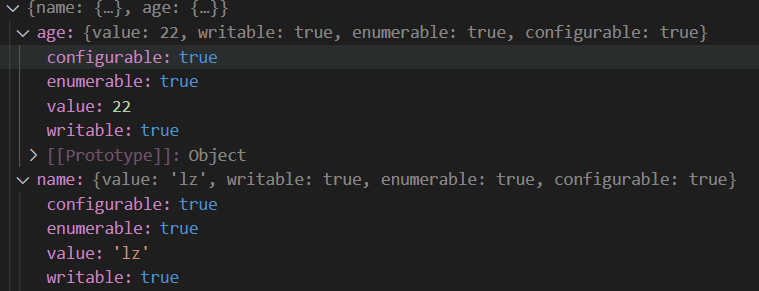 {name: {…}, age: {…}}
age: {value: 22, writable: true, enumerable: true, configurable: true}
configurable: true
enumerable: true
value: 22
writable: true
[[Prototype]]: Object
name: {value: 'lz', writable: true, enumerable: true, configurable: true}
configurable: true
enumerable: true
value: 'lz'
writable: true